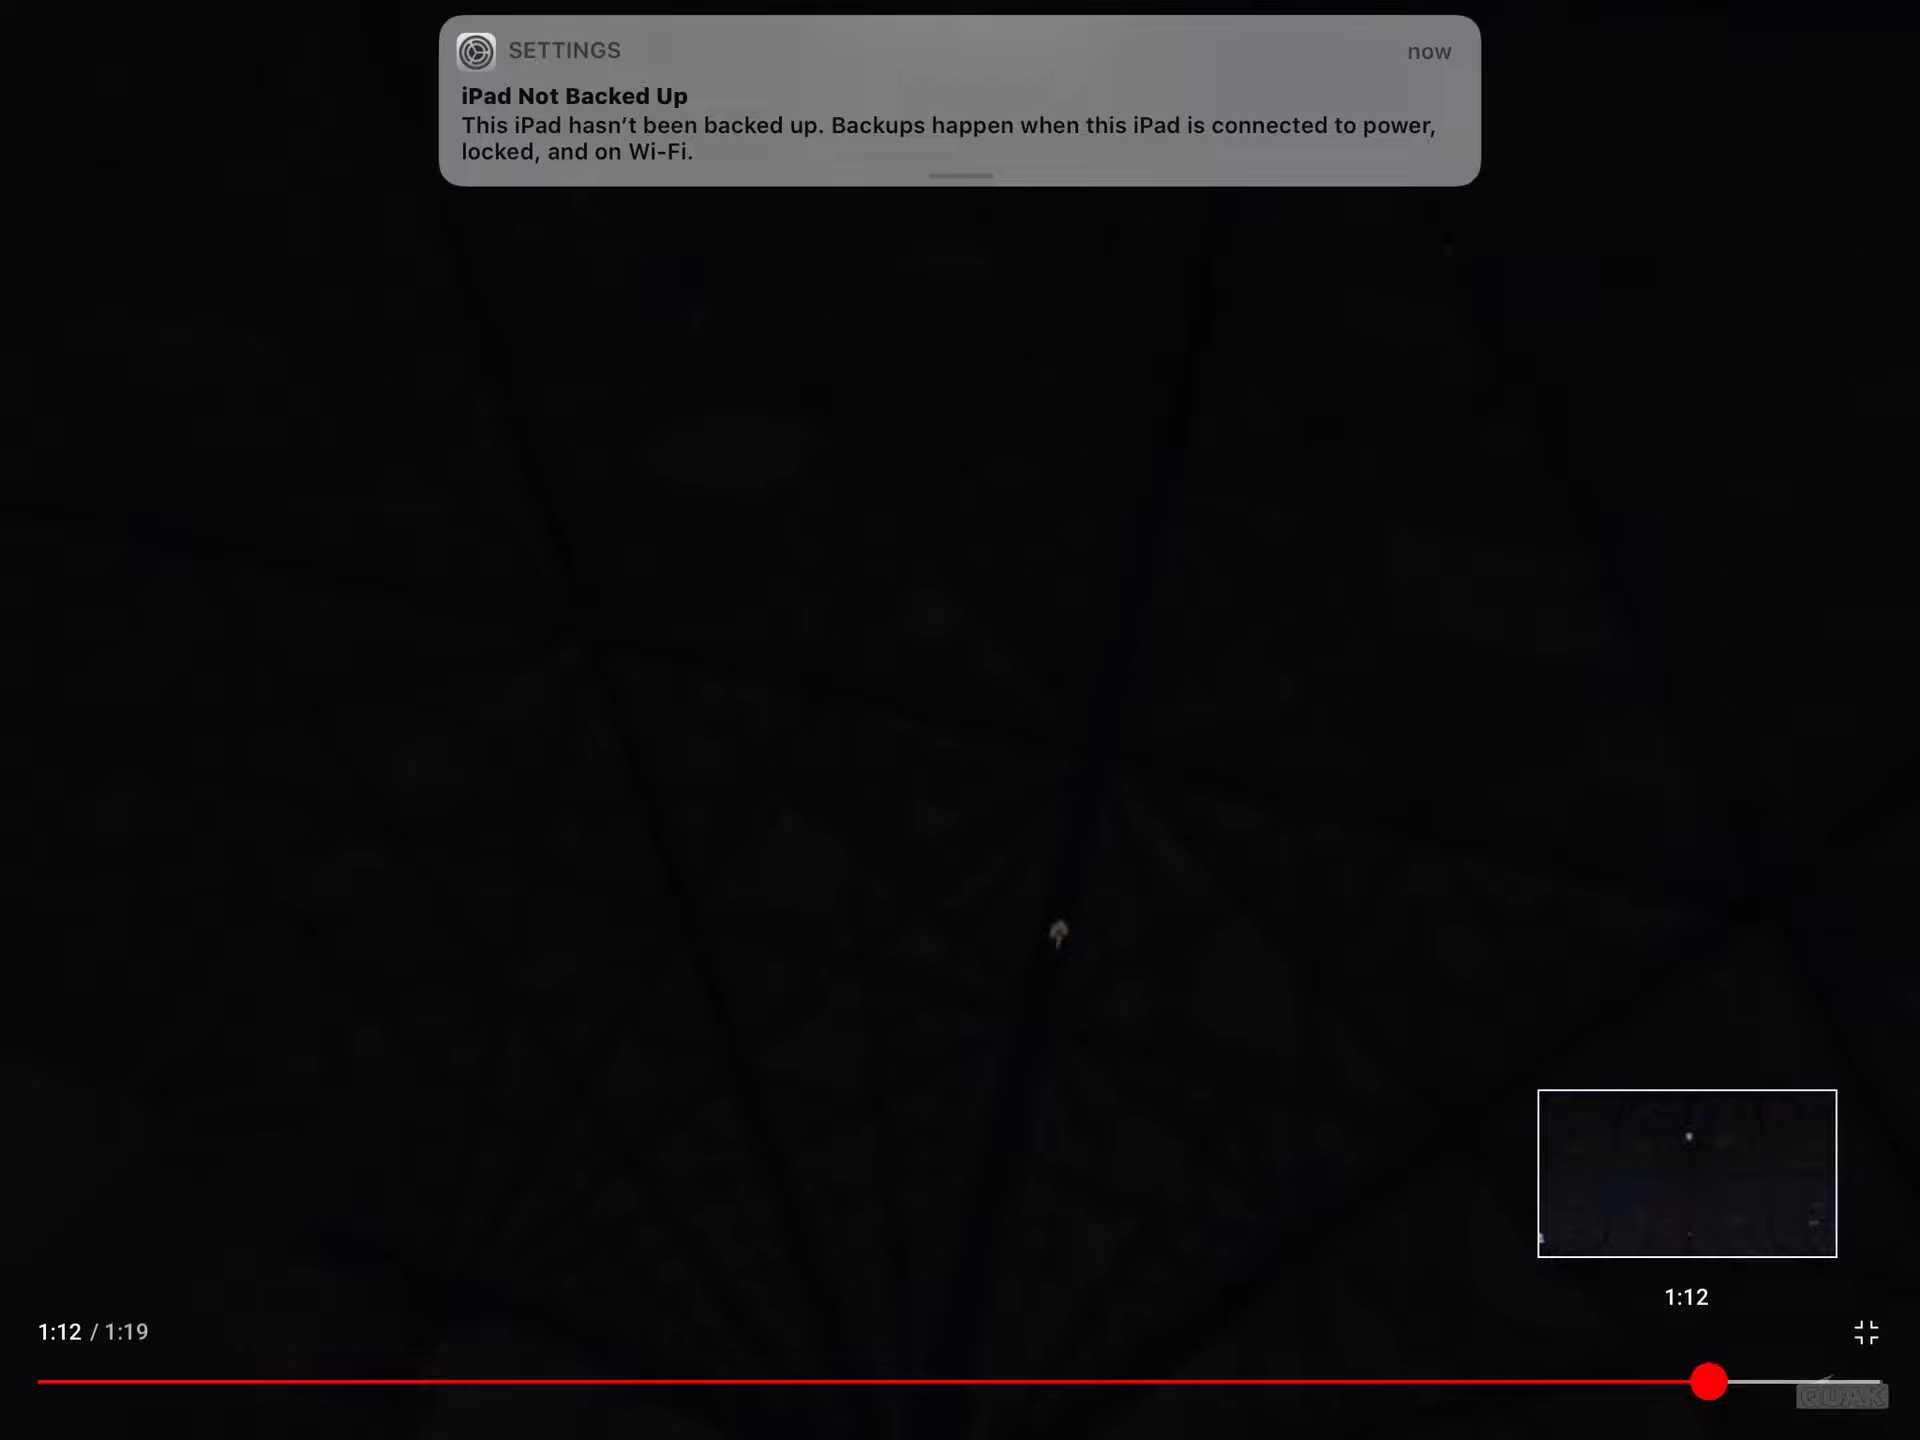 SETTINGS
now
iPad Not Backed Up
This iPad hasn’t been backed up. Backups happen when this iPad is connected to power,
locked, and on Wi-Fi.
1:12
1:12 / 1:19
QUAK